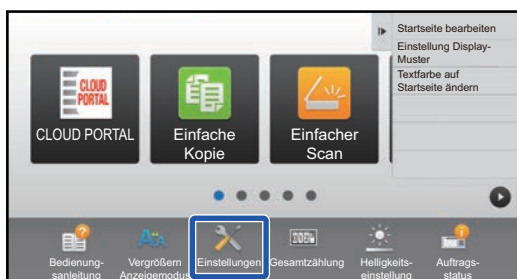 Startseite bearbeiten
Einstellung Display-
Muster
Textfarbe auf
Startseite ändern
CLOUD
PORTAL
CLOUD PORTAL
Einfache
Kopie
Einfacher
Scan
Bedienung-
sanleitung
Vergrößern
Anzeigemodus
Einstellungen
Gesamtzählung
Helligkeits-
einstellung
Auftrags-
status